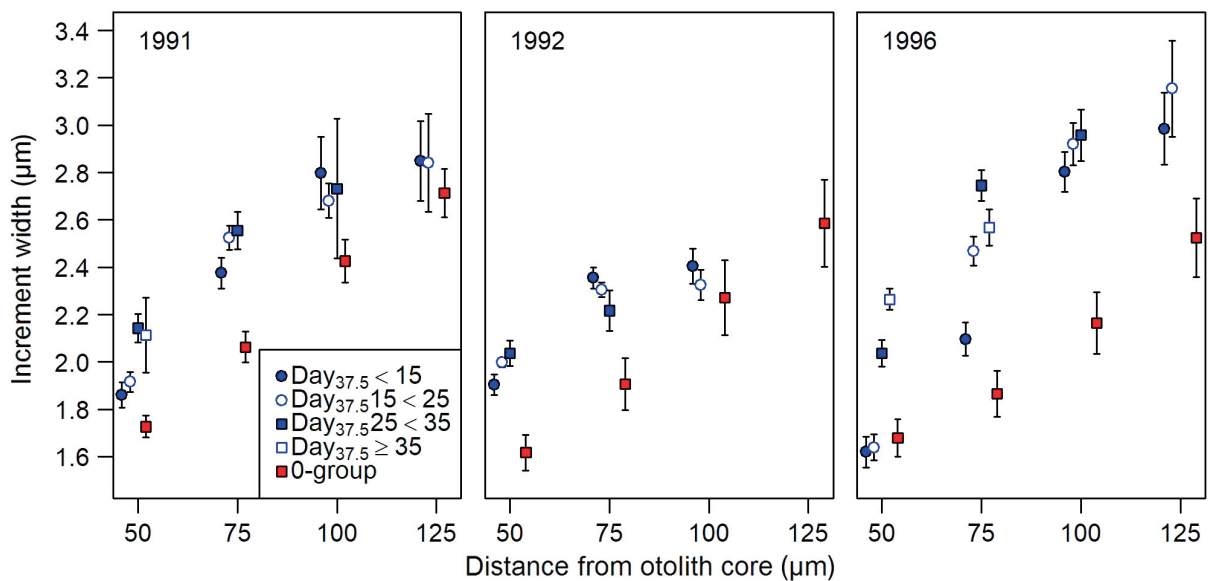 1991
1992
1996
3.4
3.2
3.0
2.8
2.6
2.4
2.2
2.0
1.8
1.6
Increment width (µm)
Day37.5 < 15
Day37.5 15 < 25
Day37.5 25 < 35
Day37.5 ≥ 35
0-group
50 75 100 125
50 75 100 125
50 75 100 125
Distance from otolith core (µm)